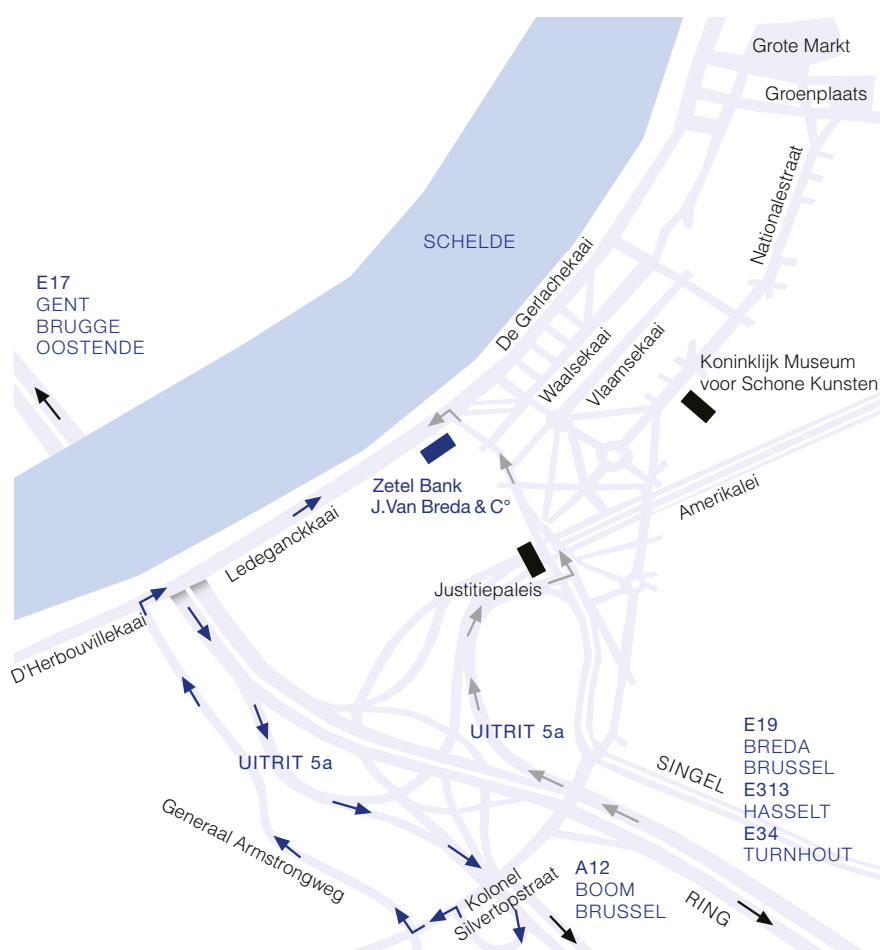 Grote Markt
Groenplaats
Nationalestraat
SCHELDE
De Gerlachekaai
E17
GENT
BRUGGE
OOSTENDE
Waalsekaai
Vlaamsekaai
Koninklijk Museum
voor Schone Kunsten
Zetel Bank
J.Van Breda & C°
Amerikalei
Ledeganckkaai
Justitiepaleis
D'Herbouvillekaai
UITRIT 5a
UITRIT 5a
SINGEL
E19
BREDA
BRUSSEL
E313
HASSELT
E34
TURNHOUT
Generaal Armstrongweg
Kolonel
Silvertopstraat
A12
BOOM
BRUSSEL
RING